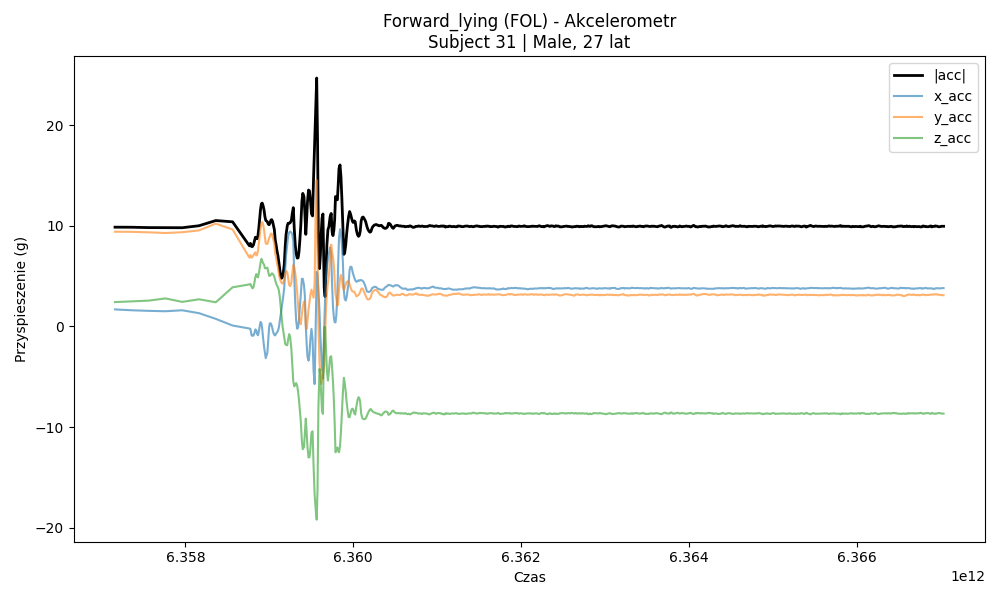 Forward_lying (FOL) - Akcelerometr
Subject 31 | Male, 27 lat
|acc|
x_acc
y_acc
z_acc
Przyspieszenie (g)
20
10
0
−10
−20
6.358
6.360
6.362
6.364
6.366
1e12
Czas